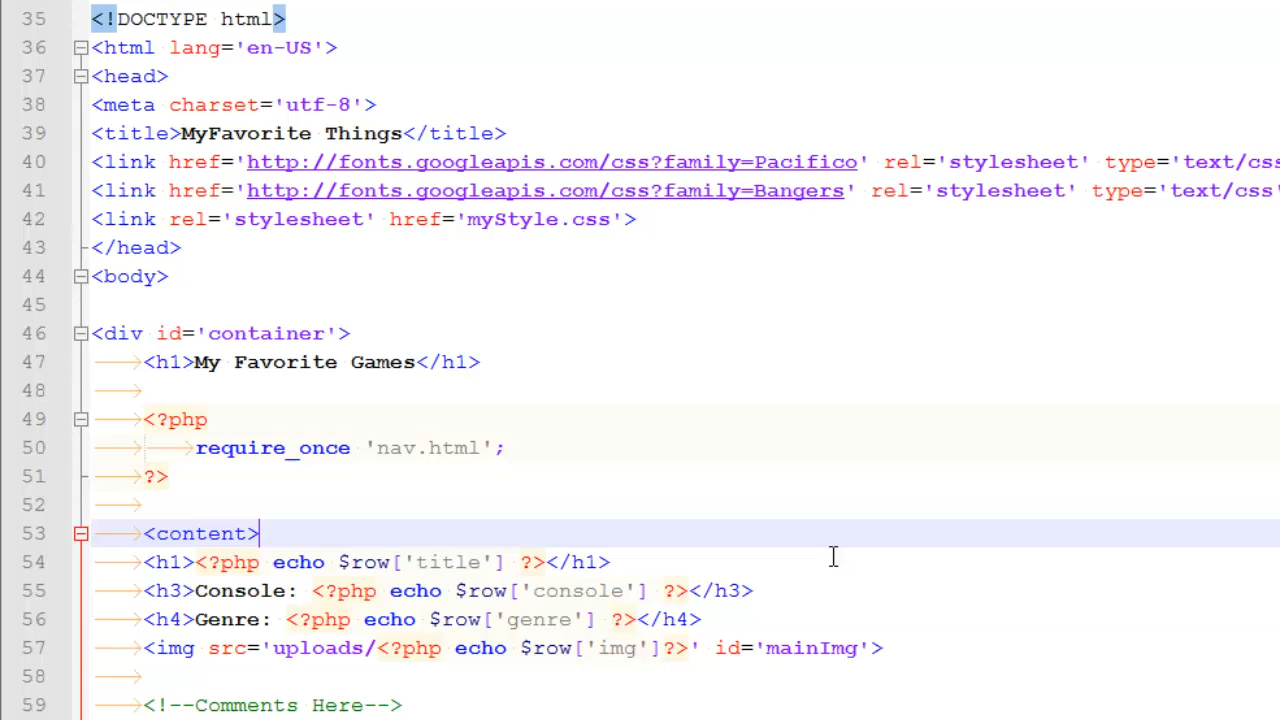 35 <!DOCTYPE html>
36 <html lang='en-US'>
37 <head>
38 <meta charset='utf-8'>
39 <title>MyFavorite Things</title>
40 <link href='http://fonts.googleapis.com/css?family=Pacifico' rel='stylesheet' type='text/css
41 <link href='http://fonts.googleapis.com/css?family=Bangers' rel='stylesheet' type='text/css'
42 <link rel='stylesheet' href='myStyle.css'>
43 </head>
44 <body>
45
46 <div id='container'>
47 <h1>My Favorite Games</h1>
48
49 <?php
50 require_once 'nav.html';
51 ?>
52
53 <content>
54 <h1><?php echo $row['title'] ?></h1>
55 <h3>Console: <?php echo $row['console'] ?></h3>
56 <h4>Genre: <?php echo $row['genre'] ?></h4>
57 <img src='uploads/<?php echo $row['img']?>' id='mainImg'>
58
59 <!--Comments Here-->